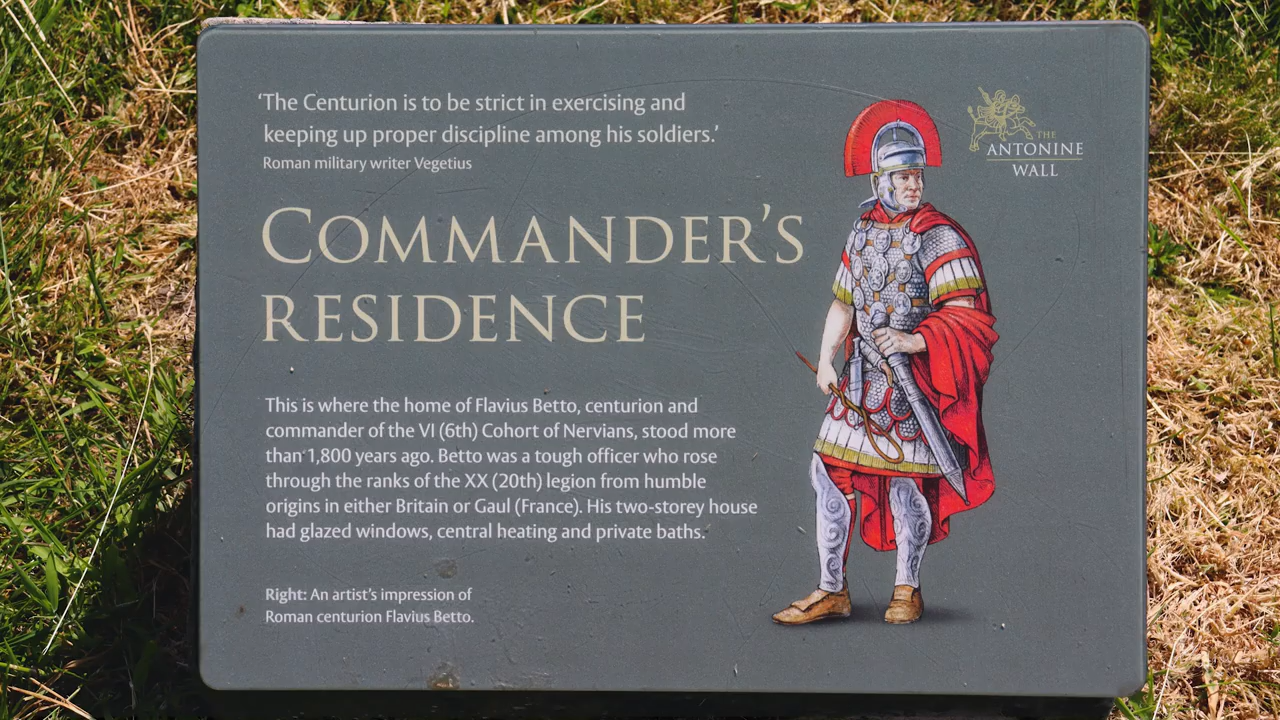 ‘The Centurion is to be strict in exercising and
keeping up proper discipline among his soldiers.’
Roman military writer Vegetius
THE
ANTONINE
WALL
COMMANDER’S
RESIDENCE
This is where the home of Flavius Betto, centurion and
commander of the VI (6th) Cohort of Nervians, stood more
than 1,800 years ago. Betto was a tough officer who rose
through the ranks of the XX (20th) legion from humble
origins in either Britain or Gaul (France). His two-storey house
had glazed windows, central heating and private baths.
Right: An artist’s impression of
Roman centurion Flavius Betto.